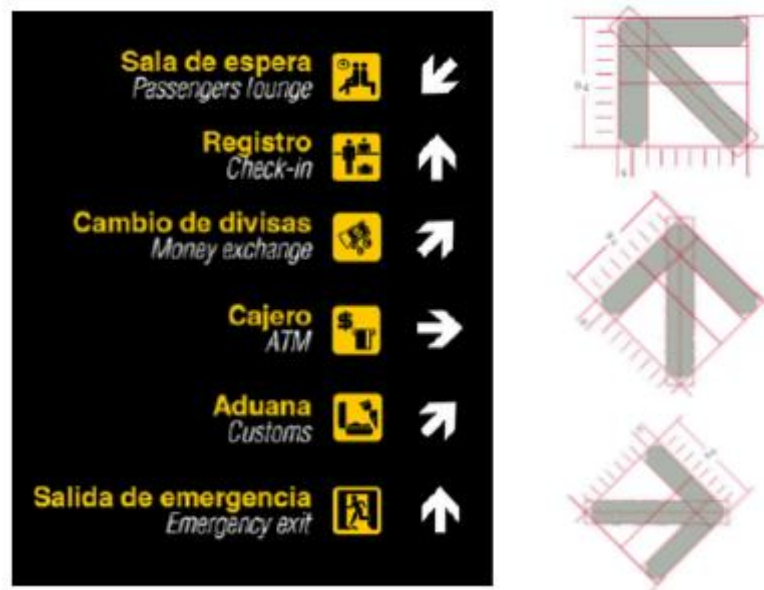 Sala de espera
Passengers lounge
Registro
Check-in
Cambio de divisas
Money exchange
Cajero
ATM
Aduana
Customs
Salida de emergencia
Emergency exit